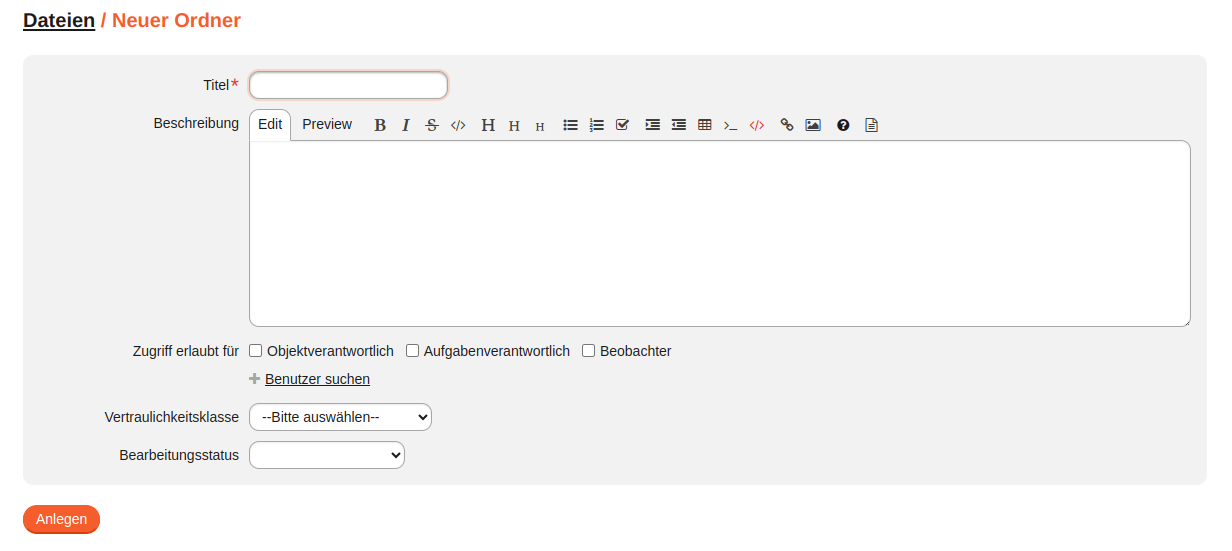 Dateien / Neuer Ordner
Titel*
Beschreibung Edit Preview B I S </> H H H >_ </>
Zugriff erlaubt für Objektverantwortlich Aufgabenverantwortlich Beobachter
Benutzer suchen
Vertraulichkeitsklasse --Bitte auswählen--
Bearbeitungsstatus
Anlegen